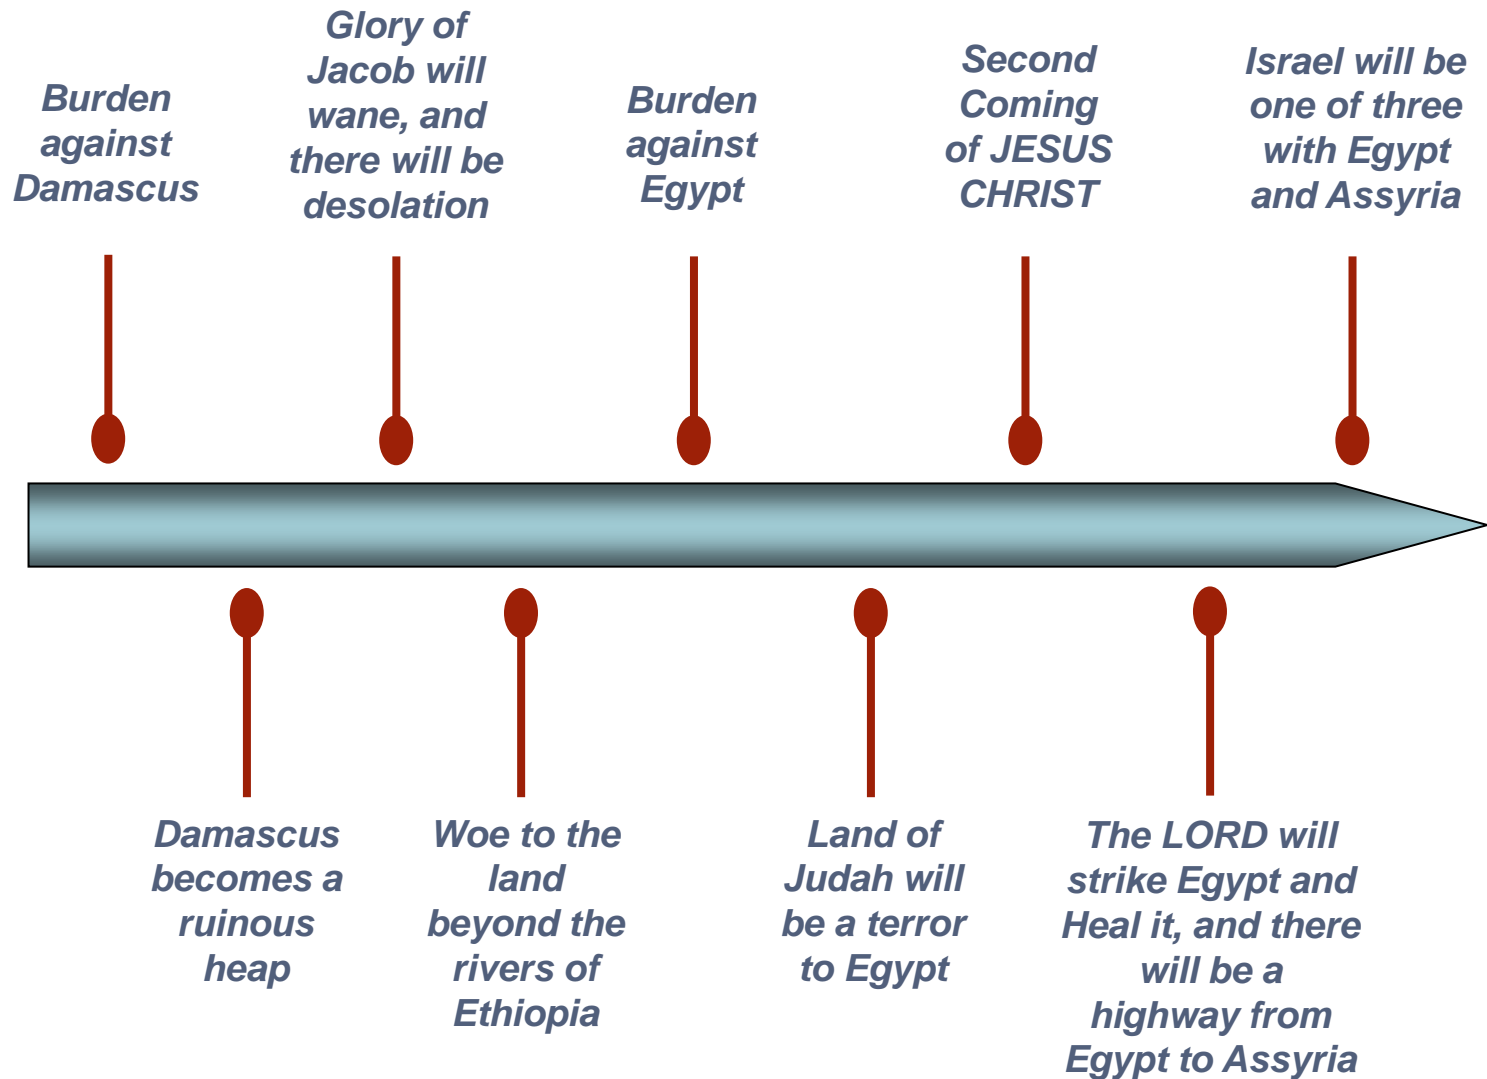 Burden
against
Damascus
Glory of
Jacob will
wane, and
there will be
desolation
Burden
against
Egypt
Second
Coming
of JESUS
CHRIST
Israel will be
one of three
with Egypt
and Assyria
Damascus
becomes a
ruinous
heap
Woe to the
land
beyond the
rivers of
Ethiopia
Land of
Judah will
be a terror
to Egypt
The LORD will
strike Egypt and
Heal it, and there
will be a
highway from
Egypt to Assyria